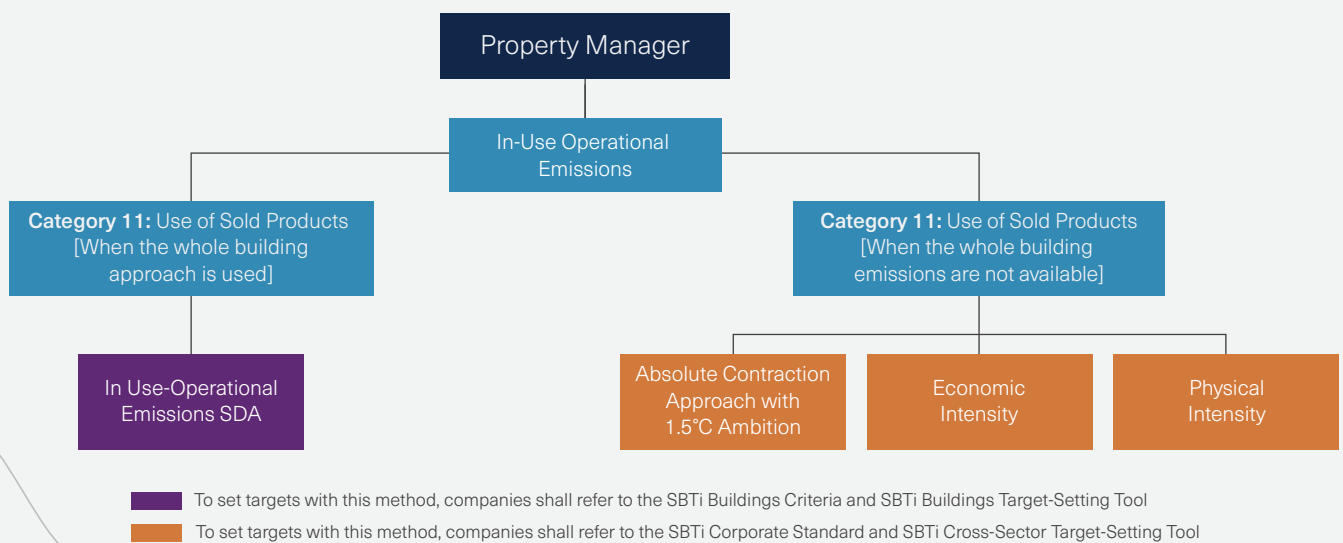 Property Manager
In-Use Operational
Emissions
Category 11: Use of Sold Products
[When the whole building
approach is used]
Category 11: Use of Sold Products
[When the whole building
emissions are not available]
In Use-Operational
Emissions SDA
Absolute Contraction
Approach with
1.5°C Ambition
Economic
Intensity
Physical
Intensity
To set targets with this method, companies shall refer to the SBTi Buildings Criteria and SBTi Buildings Target-Setting Tool
To set targets with this method, companies shall refer to the SBTi Corporate Standard and SBTi Cross-Sector Target-Setting Tool